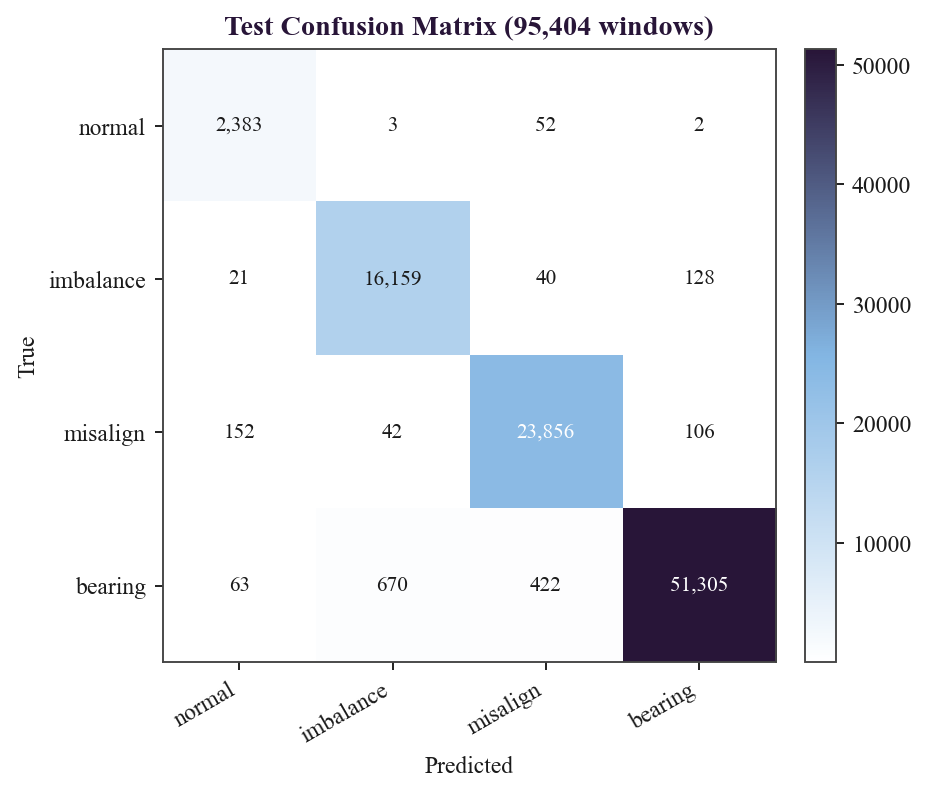 Test Confusion Matrix (95,404 windows)
50000
normal 2,383 3 52 2
40000
imbalance 21 16,159 40 128
30000
True
misalign 152 42 23,856 106
20000
10000
bearing 63 670 422 51,305
normal imbalance misalign bearing
Predicted